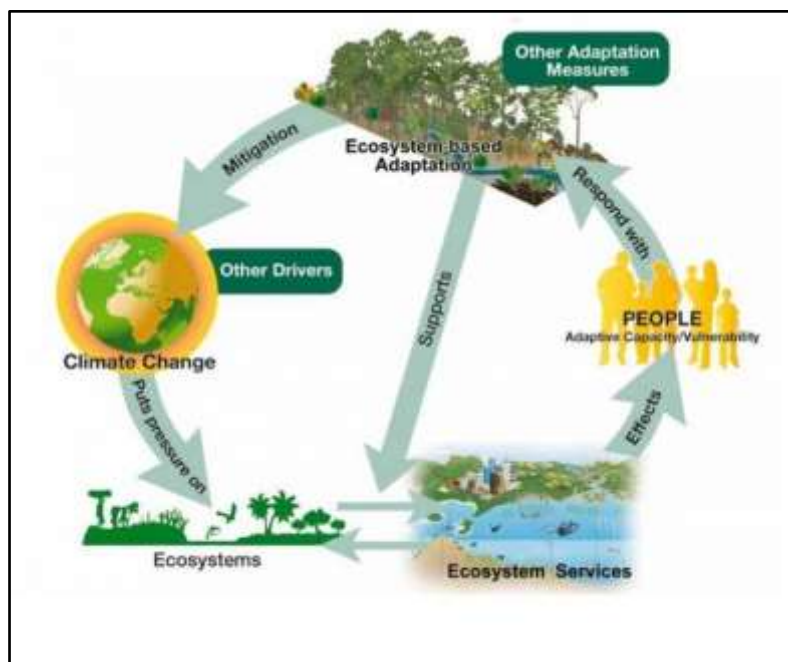 Other Adaptation
Measures
Mitigation
Ecosystem-based
Adaptation
Respond with
Other Drivers
Supports
PEOPLE
Adaptive Capacity/Vulnerability
Climate Change
Puts pressure on
Effects
Ecosystems
Ecosystem Services